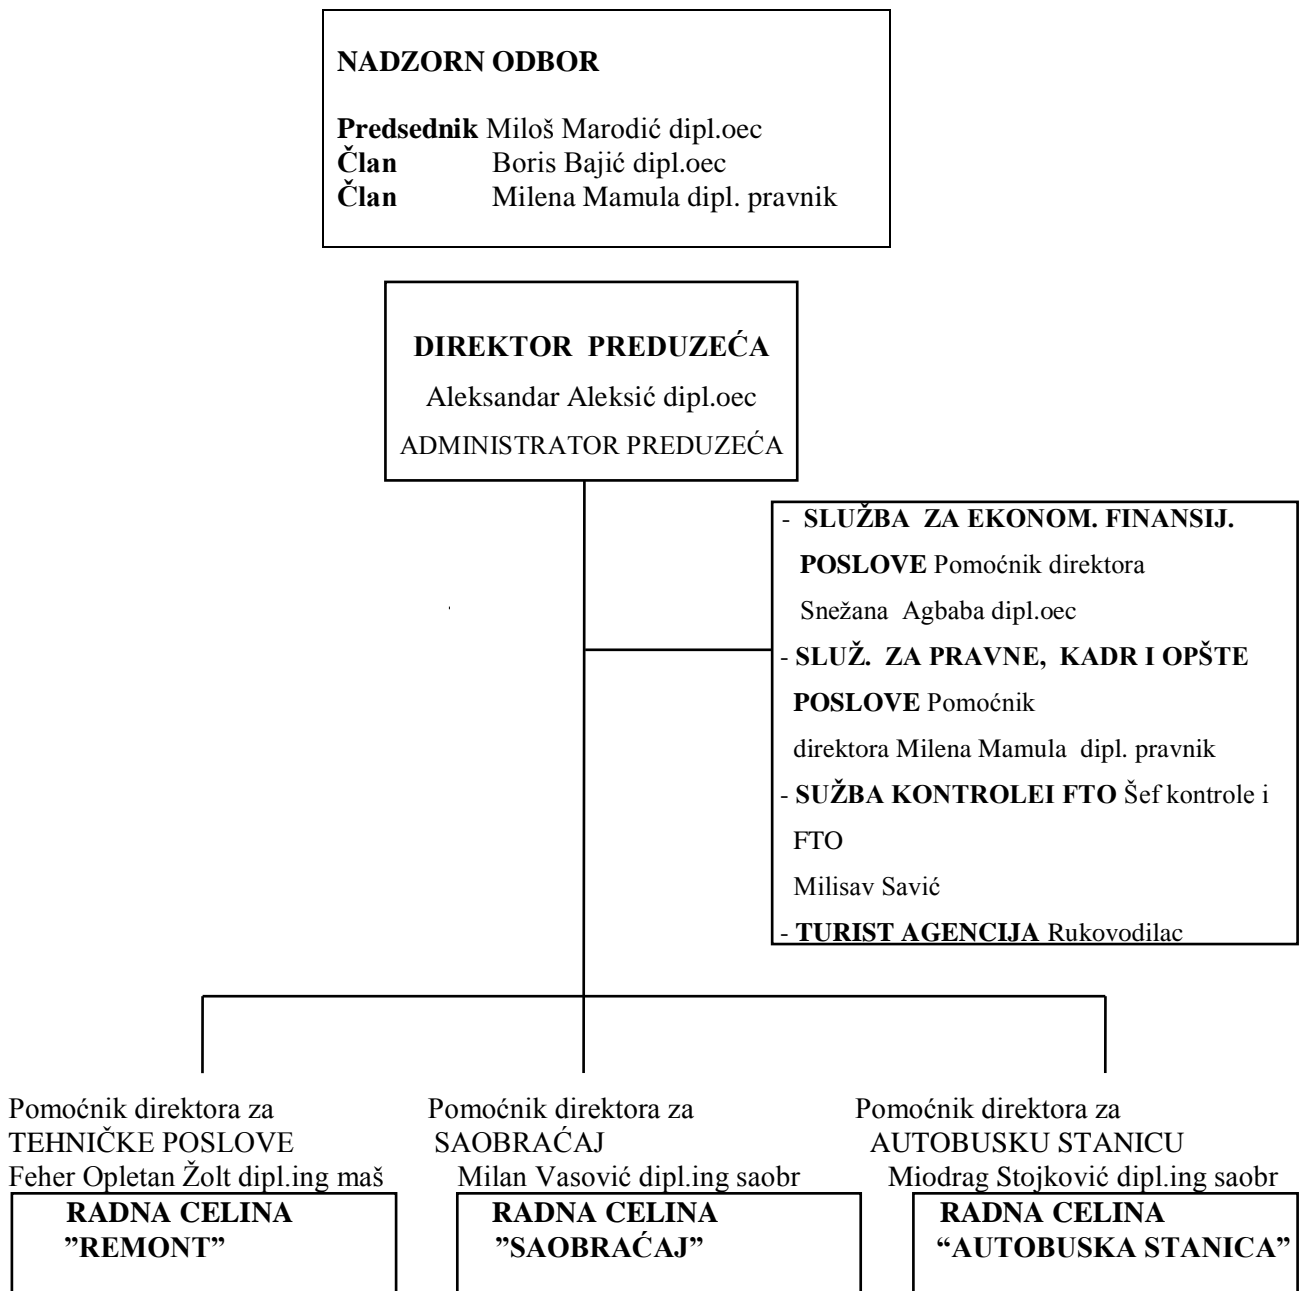 NADZORN ODBOR
Predsednik Miloš Marodić dipl.oec
Član Boris Bajić dipl.oec
Član Milena Mamula dipl. pravnik
DIREKTOR PREDUZEĆA
Aleksandar Aleksić dipl.oec
ADMINISTRATOR PREDUZEĆA
- SLUŽBA ZA EKONOM. FINANSIJ.
POSLOVE Pomoćnik direktora
Snežana Agbaba dipl.oec
- SLUŽ. ZA PRAVNE, KADR I OPŠTE
POSLOVE Pomoćnik
direktora Milena Mamula dipl. pravnik
- SUŽBA KONTROLEI FTO Šef kontrole i
FTO
Milisav Savić
- TURIST AGENCIJA Rukovodilac
Pomoćnik direktora za
TEHNIČKE POSLOVE
Feher Opletan Žolt dipl.ing maš
RADNA CELINA
”REMONT”
Pomoćnik direktora za
SAOBRAĆAJ
Milan Vasović dipl.ing saobr
RADNA CELINA
”SAOBRAĆAJ”
Pomoćnik direktora za
AUTOBUSKU STANICU
Miodrag Stojković dipl.ing saobr
RADNA CELINA
“AUTOBUSKA STANICA”